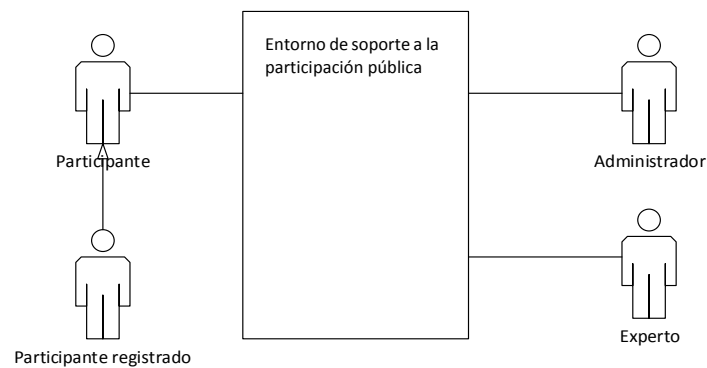 Entorno de soporte a la
participación pública
Participante
Administrador
Experto
Participante registrado